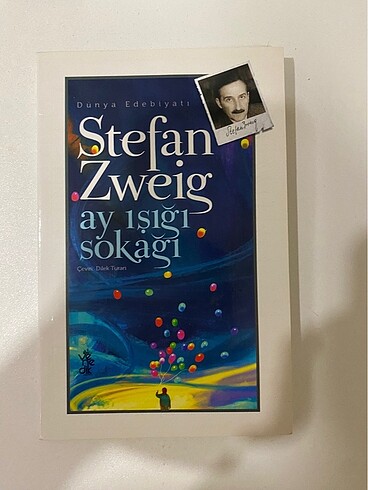 Dünya Edebiyatı
Stefan
Zweig
ay ışığı
sokağı
Çeviri: Dilek Turan